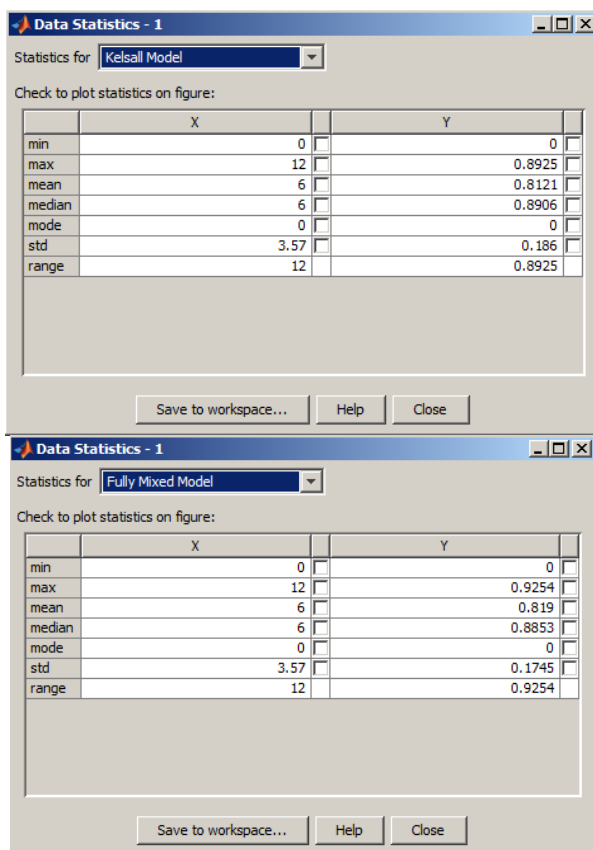 Data Statistics - 1
Statistics for Kelsall Model
Check to plot statistics on figure:
X Y
min 0 0
max 12 0.8925
mean 6 0.8121
median 6 0.8906
mode 0 0
std 3.57 0.186
range 12 0.8925
Save to workspace... Help Close
Data Statistics - 1
Statistics for Fully Mixed Model
Check to plot statistics on figure:
X Y
min 0 0
max 12 0.9254
mean 6 0.819
median 6 0.8853
mode 0 0
std 3.57 0.1745
range 12 0.9254
Save to workspace... Help Close